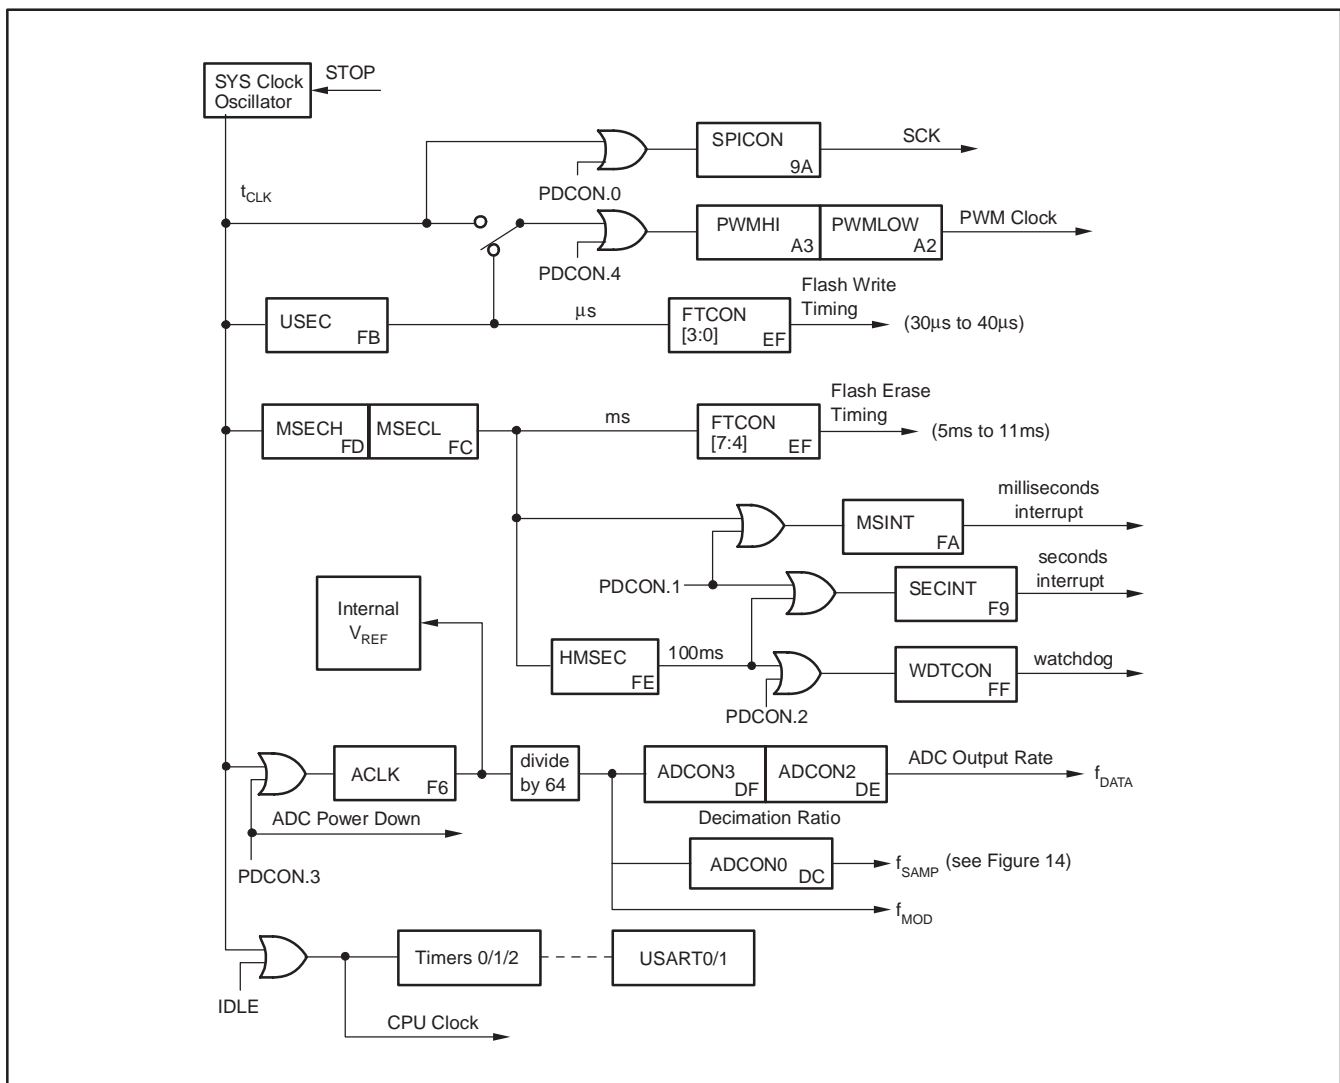 SYS Clock
Oscillator
STOP
t_CLK
SPICON
9A
SCK
PDCON.0
PWMHI
A3
PWMLOW
A2
PWM Clock
PDCON.4
USEC
FB
μs
FTCON
[3:0]
EF
Flash Write
Timing
(30μs to 40μs)
MSECH
FD
MSECL
FC
ms
FTCON
[7:4]
EF
Flash Erase
Timing
(5ms to 11ms)
MSINT
FA
milliseconds
interrupt
PDCON.1
SECINT
F9
seconds
interrupt
Internal
V_REF
HMSEC
FE
100ms
WDTCON
FF
watchdog
PDCON.2
ACLK
F6
divide
by 64
ADCON3
DF
ADCON2
DE
ADC Output Rate
f_DATA
ADC Power Down
Decimation Ratio
PDCON.3
ADCON0
DC
f_SAMP (see Figure 14)
f_MOD
Timers 0/1/2
USART0/1
IDLE
CPU Clock